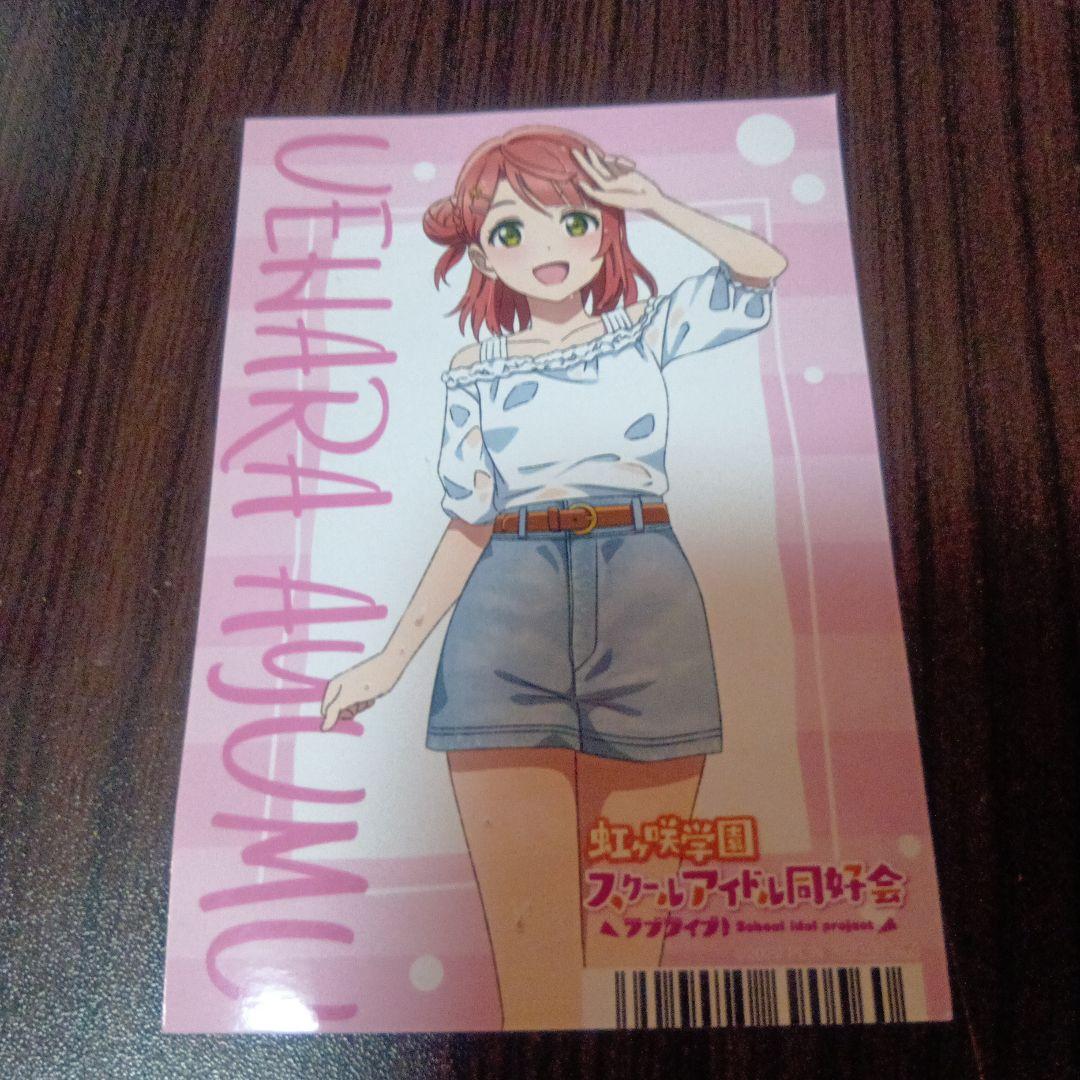 UEHARA AYUMU
虹ヶ咲学園
スクールアイドル同好会
ラブライブ! School idol project